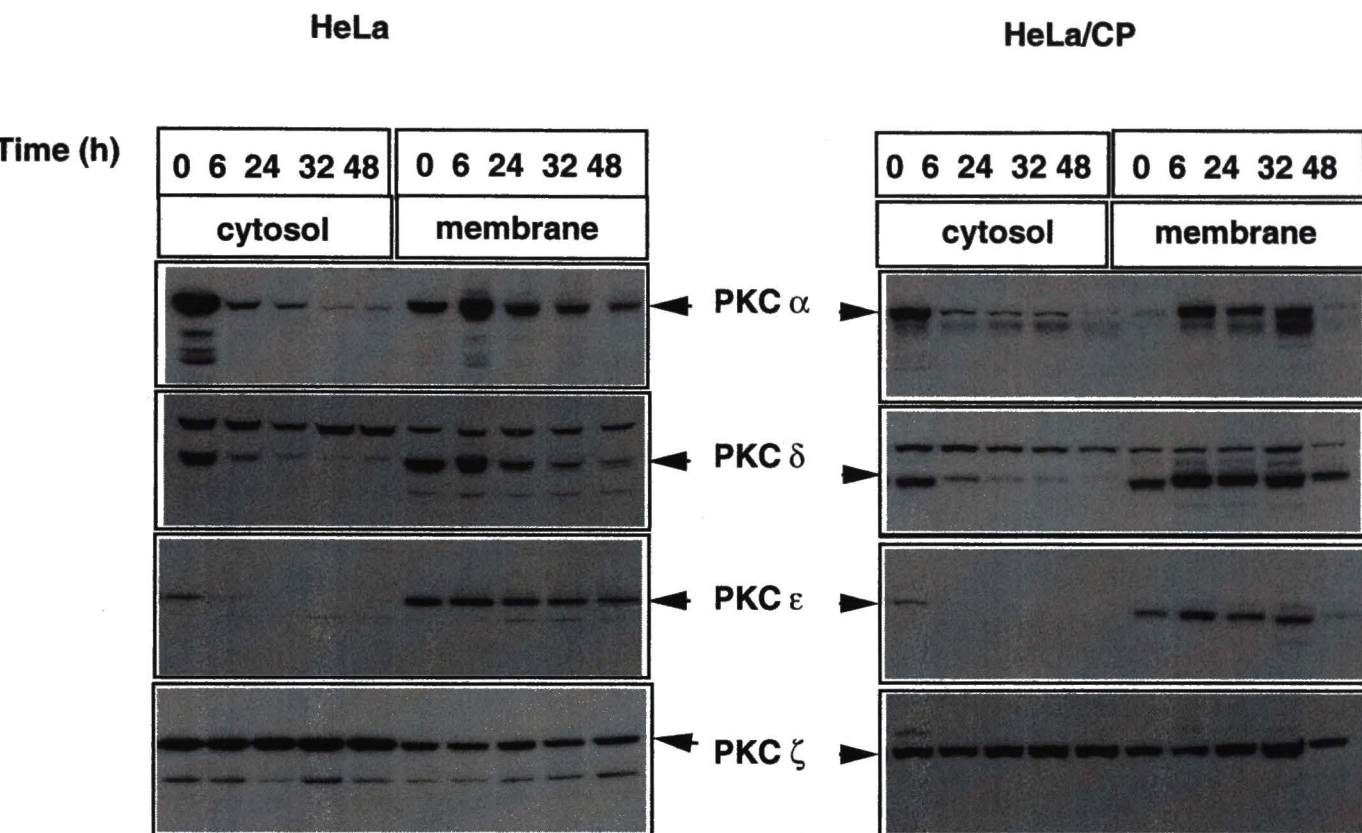 HeLa
HeLa/CP
Time (h)
0 6 24 32 48
0 6 24 32 48
0 6 24 32 48
0 6 24 32 48
cytosol
membrane
cytosol
membrane
PKC α
PKC δ
PKC ε
PKC ζ